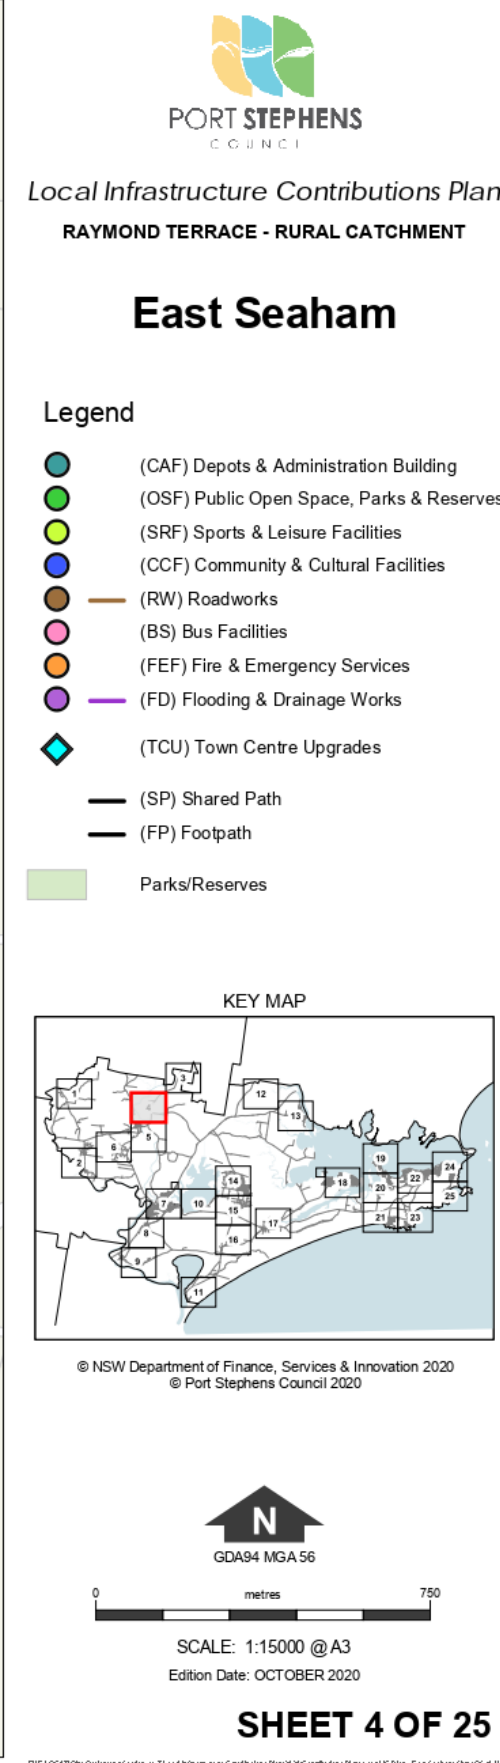 PORT STEPHENS
COUNCIL
Local Infrastructure Contributions Plan
RAYMOND TERRACE - RURAL CATCHMENT
East Seaham
Legend
(CAF) Depots & Administration Building
(OSF) Public Open Space, Parks & Reserves
(SRF) Sports & Leisure Facilities
(CCF) Community & Cultural Facilities
(RW) Roadworks
(BS) Bus Facilities
(FEF) Fire & Emergency Services
(FD) Flooding & Drainage Works
(TCU) Town Centre Upgrades
(SP) Shared Path
(FP) Footpath
Parks/Reserves
KEY MAP
3
1
4
12
13
5
6
2
19
24
14
18
22
20
25
7
10
15
17
21
23
8
16
9
11
© NSW Department of Finance, Services & Innovation 2020
© Port Stephens Council 2020
N
GDA94 MGA 56
0 metres 750
SCALE: 1:15000 @ A3
Edition Date: OCTOBER 2020
SHEET 4 OF 25